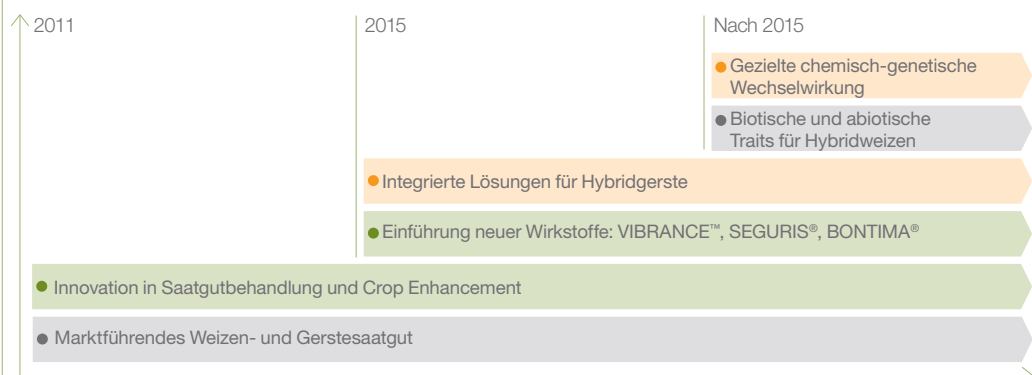 2011
2015
Nach 2015
Gezielte chemisch-genetische
Wechselwirkung
Biotische und abiotische
Traits für Hybridweizen
Integrierte Lösungen für Hybridgerste
Einführung neuer Wirkstoffe: VIBRANCE™, SEGURIS®, BONTIMA®
Innovation in Saatgutbehandlung und Crop Enhancement
Marktführendes Weizen- und Gerstesaatgut